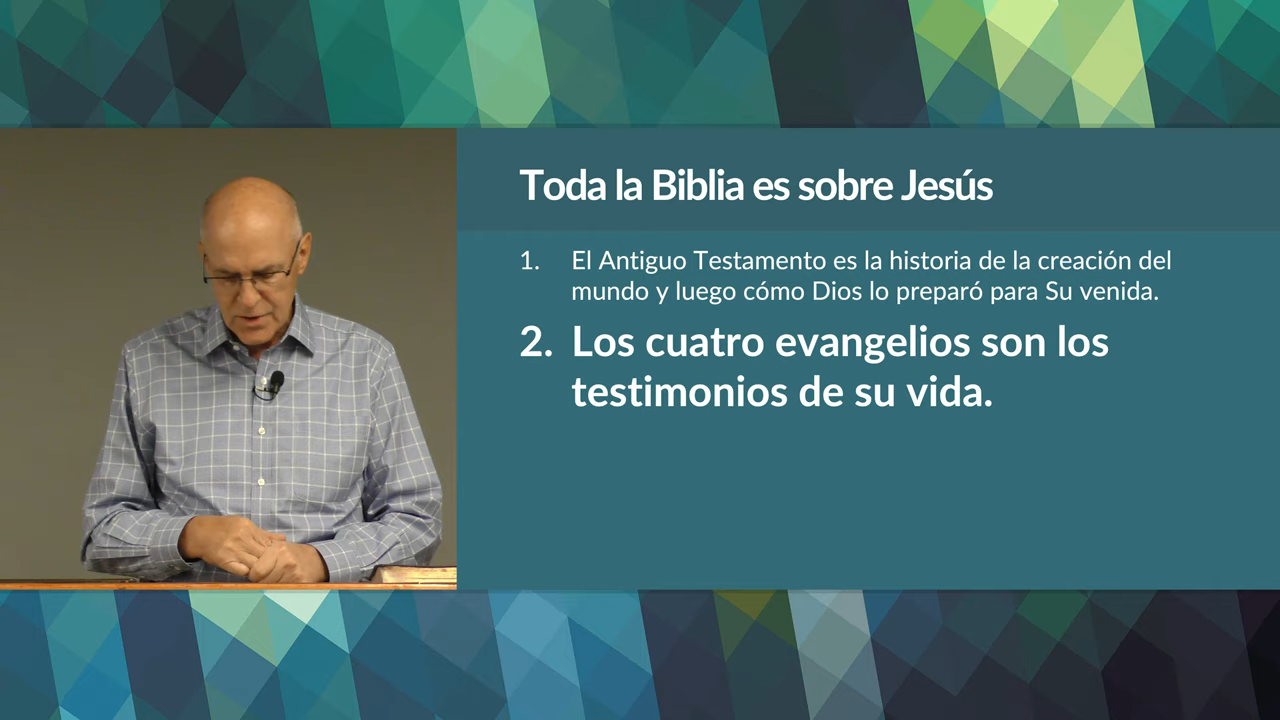 Toda la Biblia es sobre Jesús
1. El Antiguo Testamento es la historia de la creación del
mundo y luego cómo Dios lo preparó para Su venida.
2. Los cuatro evangelios son los
testimonios de su vida.